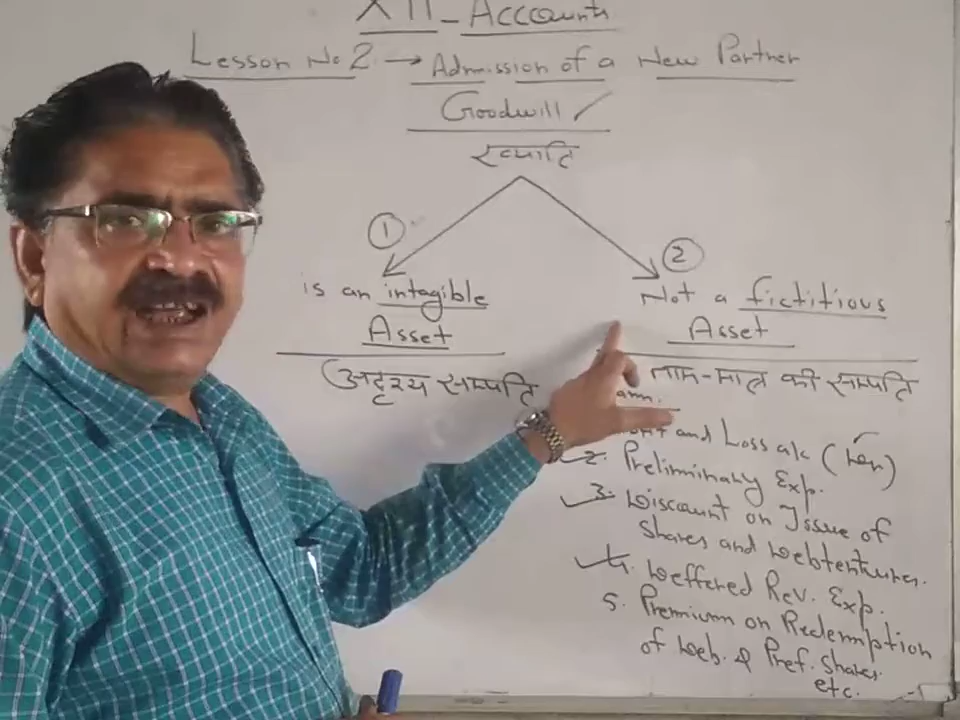 XII - Accounts
Lesson No 2 → Admission of a New Partner
Goodwill
ख्याति
1
2
is an intagible
Asset
(अदृश्य सम्पत्ति
Not a fictitious
Asset
नाम-मात्र की सम्पत्ति
and Loss a/c (Dr)
2. Preliminary Exp.
3. Discount on Issue of
Shares and Debtentures.
4. Deffered Rev. Exp.
5. Premium on Redemption
of Deb. & Pref. Shares.
etc.